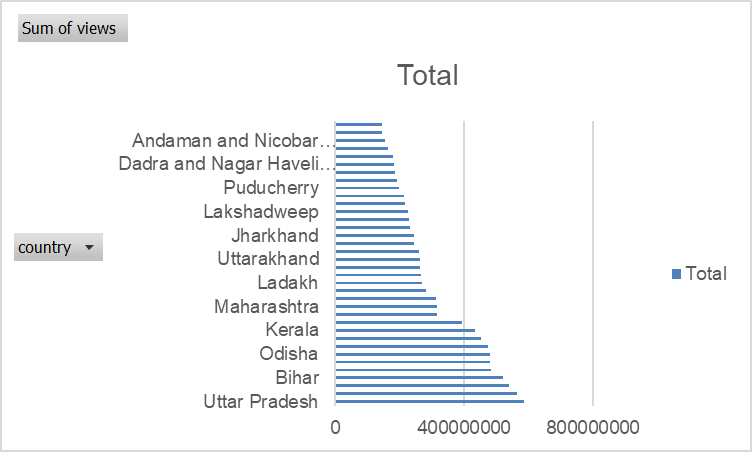 Sum of views
Total
Andaman and Nicobar…
Dadra and Nagar Haveli…
Puducherry
Lakshadweep
Jharkhand
Uttarakhand
Ladakh
Maharashtra
Kerala
Odisha
Bihar
Uttar Pradesh
country
Total
0 400000000 800000000